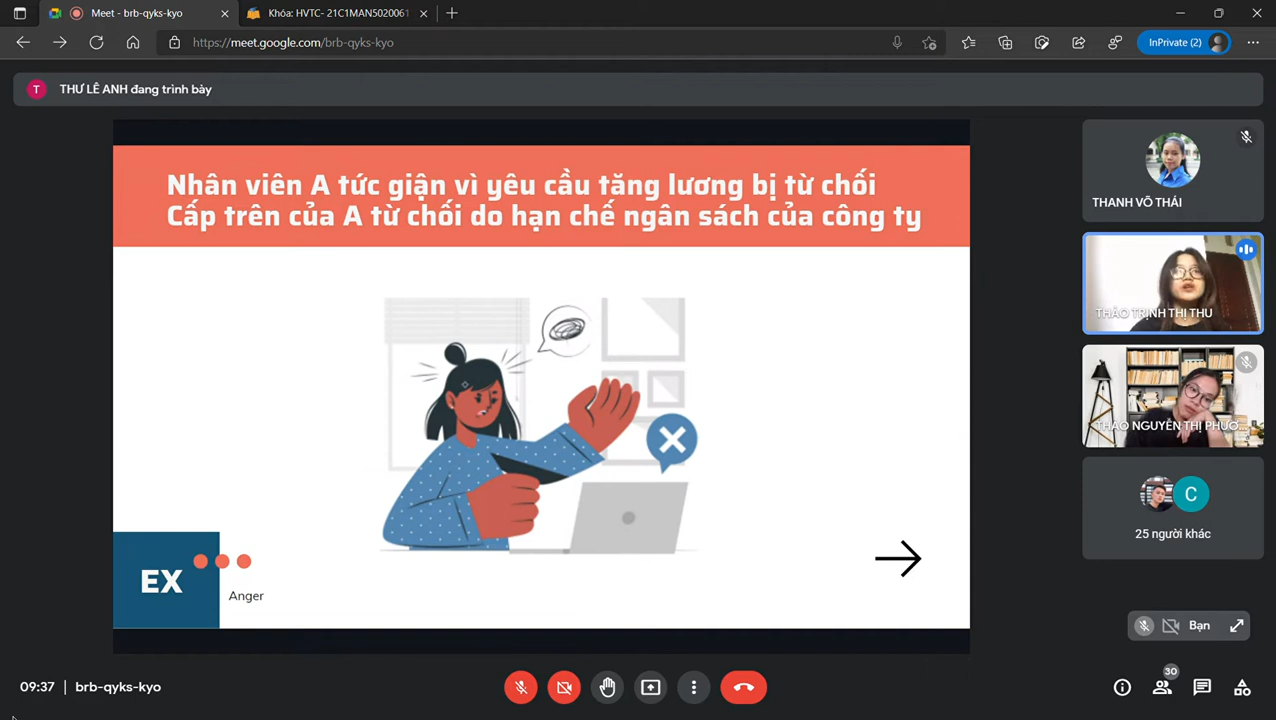 Meet - brb-qyks-kyo
Khóa: HVTC- 21C1MAN5020061
https://meet.google.com/brb-qyks-kyo
InPrivate (2)
T
THƯ LÊ ANH đang trình bày
Nhân viên A tức giận vì yêu cầu tăng lương bị từ chối
Cấp trên của A từ chối do hạn chế ngân sách của công ty
EX
Anger
THANH VÕ THÁI
THẢO TRỊNH THỊ THU
THẢO NGUYỄN THỊ PHƯƠ...
C
25 người khác
Bạn
09:37 | brb-qyks-kyo
30